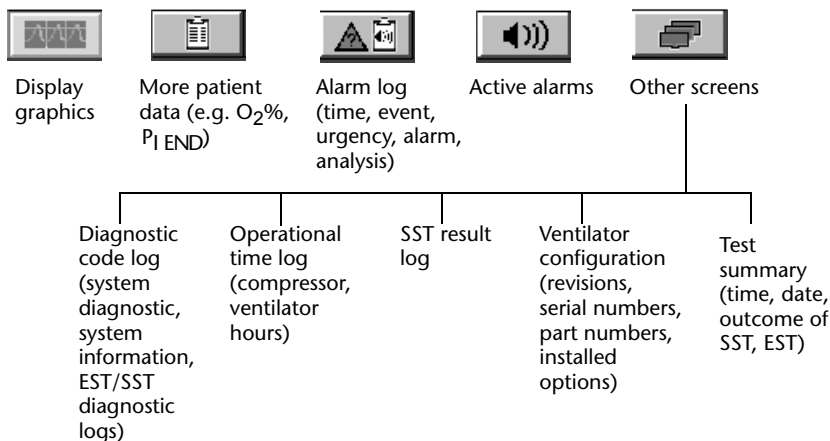 Display
graphics
More patient
data (e.g. O2%,
PI END)
Alarm log
(time, event,
urgency, alarm,
analysis)
Active alarms
Other screens
Diagnostic
code log
(system
diagnostic,
system
information,
EST/SST
diagnostic
logs)
Operational
time log
(compressor,
ventilator
hours)
SST result
log
Ventilator
configuration
(revisions,
serial numbers,
part numbers,
installed
options)
Test
summary
(time, date,
outcome of
SST, EST)